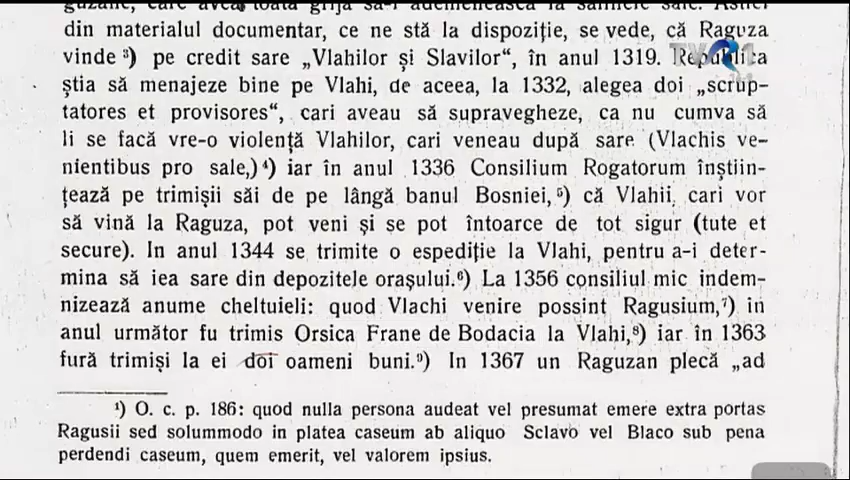 guzane, care avea toată grija să-i ademenească la salinele sale. Astfel
din materialul documentar, ce ne stă la dispoziție, se vede, că Raguza
vinde ³) pe credit sare „Vlahilor și Slavilor“, în anul 1319. Republica
știa să menajeze bine pe Vlahi, de aceea, la 1332, alegea doi „scrup-
tatores et provisores“, cari aveau să supravegheze, ca nu cumva să
li se facă vre-o violență Vlahilor, cari veneau după sare (Vlachis ve-
nientibus pro sale,) ⁴) iar în anul 1336 Consilium Rogatorum înștiin-
țează pe trimișii săi de pe lângă banul Bosniei, ⁵) că Vlahii, cari vor
să vină la Raguza, pot veni și se pot întoarce de tot sigur (tute et
secure). In anul 1344 se trimite o espediție la Vlahi, pentru a-i deter-
mina să iea sare din depozitele orașului.⁶) La 1356 consiliul mic indem-
nizează anume cheltuieli: quod Vlachi venire possint Ragusium,⁷) in
anul următor fu trimis Orsica Frane de Bodacia la Vlahi,⁸) iar în 1363
fură trimiși la ei doi oameni buni.⁹) In 1367 un Raguzan plecă „ad
¹) O. c. p. 186: quod nulla persona audeat vel presumat emere extra portas
Ragusii sed solummodo in platea caseum ab aliquo Sclavo vel Blaco sub pena
perdendi caseum, quem emerit, vel valorem ipsius.